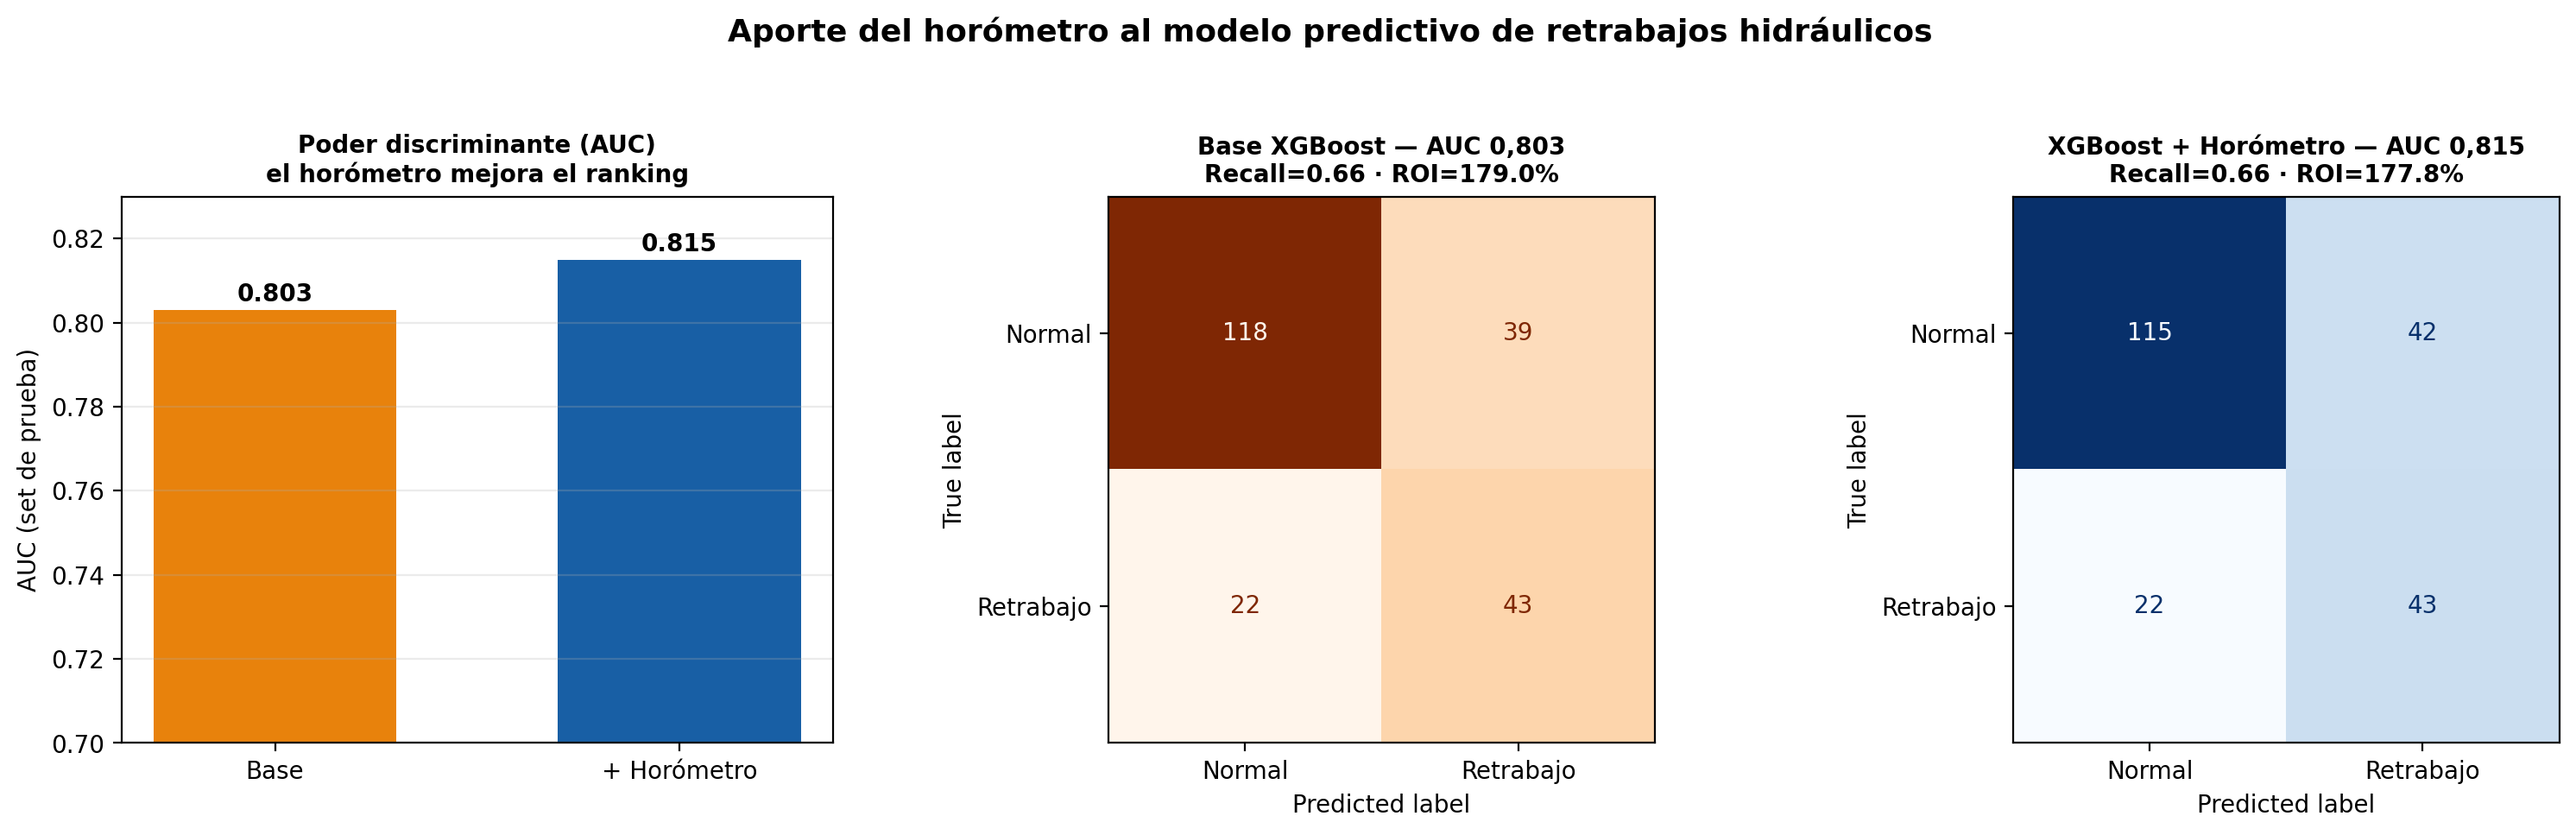 Aporte del horómetro al modelo predictivo de retrabajos hidráulicos
Poder discriminante (AUC)
el horómetro mejora el ranking
AUC (set de prueba)
0.82
0.80
0.78
0.76
0.74
0.72
0.70
0.803
0.815
Base
+ Horómetro
Base XGBoost — AUC 0,803
Recall=0.66 · ROI=179.0%
True label
Normal
Retrabajo
118
39
22
43
Normal
Retrabajo
Predicted label
XGBoost + Horómetro — AUC 0,815
Recall=0.66 · ROI=177.8%
True label
Normal
Retrabajo
115
42
22
43
Normal
Retrabajo
Predicted label